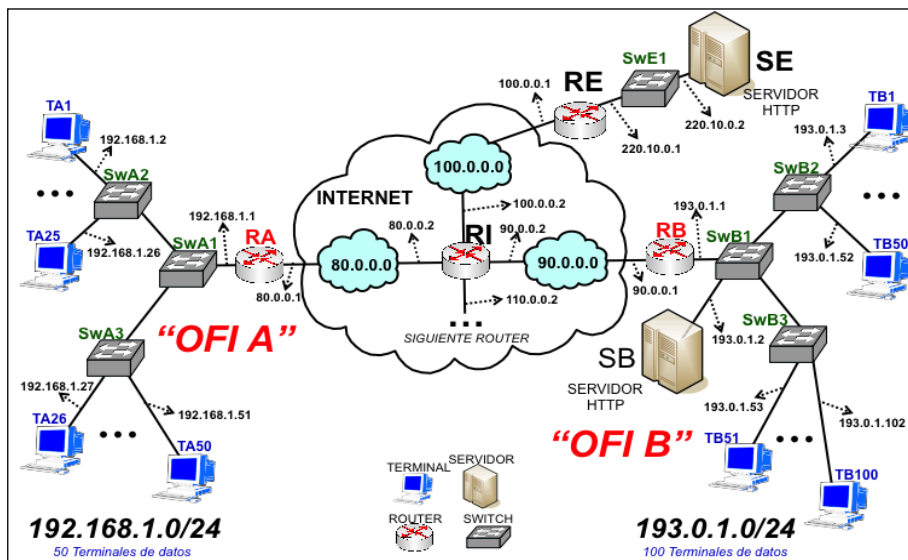 SwE1
SE
RE
100.0.0.1
SERVIDOR
HTTP
220.10.0.2
220.10.0.1
TA1
192.168.1.2
SwA2
TA25
192.168.1.26
SwA1
192.168.1.1
RA
80.0.0.1
SwA3
192.168.1.27
TA26
192.168.1.51
TA50
"OFI A"
192.168.1.0/24
50 Terminales de datos
INTERNET
100.0.0.0
100.0.0.2
80.0.0.2
RI
90.0.0.2
80.0.0.0
90.0.0.0
110.0.0.2
SIGUIENTE ROUTER
TB1
193.0.1.3
SwB2
193.0.1.1
RB
SwB1
90.0.0.1
193.0.1.52
TB50
SwB3
193.0.1.2
SB
SERVIDOR
HTTP
193.0.1.53
193.0.1.102
"OFI B"
TB51
TB100
193.0.1.0/24
100 Terminales de datos
TERMINAL
SERVIDOR
ROUTER
SWITCH